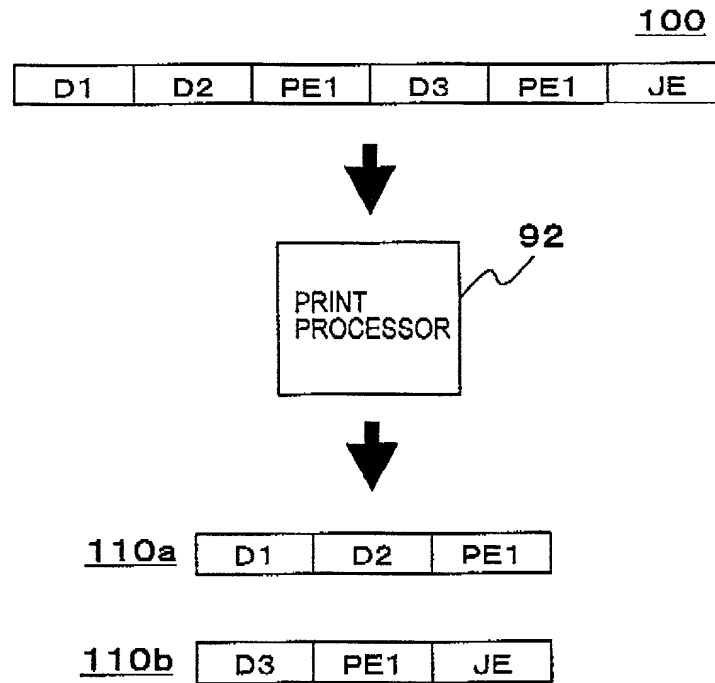 100
D1 D2 PE1 D3 PE1 JE
92
PRINT
PROCESSOR
110a D1 D2 PE1
110b D3 PE1 JE